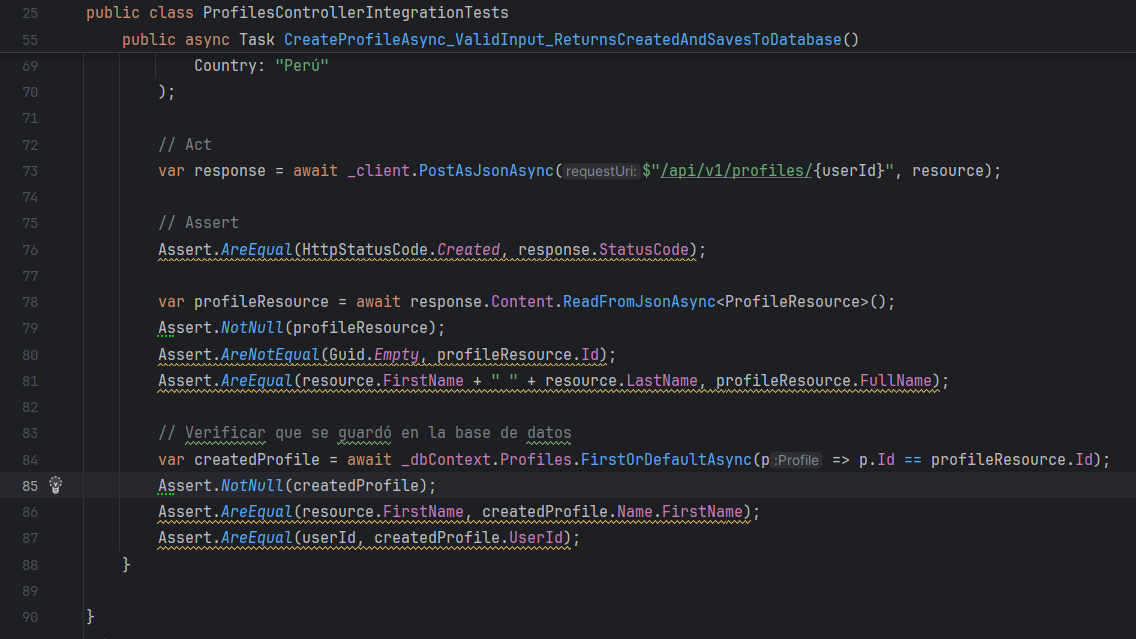 25 public class ProfilesControllerIntegrationTests
55 public async Task CreateProfileAsync_ValidInput_ReturnsCreatedAndSavesToDatabase()
69 Country: "Perú"
70 );
71
72 // Act
73 var response = await _client.PostAsJsonAsync(requestUri: $"/api/v1/profiles/{userId}", resource);
74
75 // Assert
76 Assert.AreEqual(HttpStatusCode.Created, response.StatusCode);
77
78 var profileResource = await response.Content.ReadFromJsonAsync<ProfileResource>();
79 Assert.NotNull(profileResource);
80 Assert.AreNotEqual(Guid.Empty, profileResource.Id);
81 Assert.AreEqual(resource.FirstName + " " + resource.LastName, profileResource.FullName);
82
83 // Verificar que se guardó en la base de datos
84 var createdProfile = await _dbContext.Profiles.FirstOrDefaultAsync(p :Profile => p.Id == profileResource.Id);
85 Assert.NotNull(createdProfile);
86 Assert.AreEqual(resource.FirstName, createdProfile.Name.FirstName);
87 Assert.AreEqual(userId, createdProfile.UserId);
88 }
89
90 }